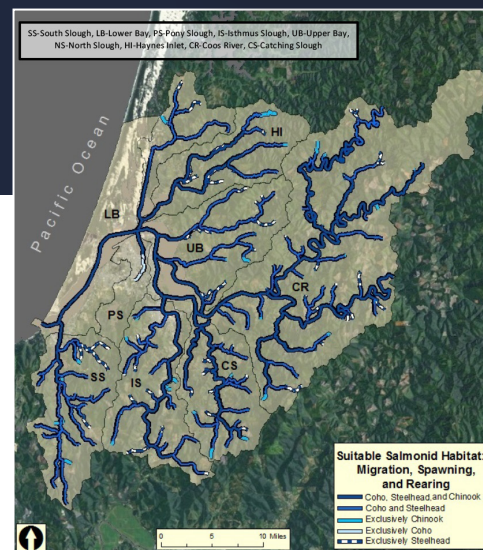 SS-South Slough, LB-Lower Bay, PS-Pony Slough, IS-Isthmus Slough, UB-Upper Bay,
NS-North Slough, HI-Haynes Inlet, CR-Coos River, CS-Catching Slough
HI
Pacific Ocean
LB
UB
CR
PS
SS
IS
CS
Suitable Salmonid Habitat:
Migration, Spawning,
and Rearing
Coho, Steelhead, and Chinook
Coho and Steelhead
Exclusively Chinook
Exclusively Coho
Exclusively Steelhead
0 5 10 Miles